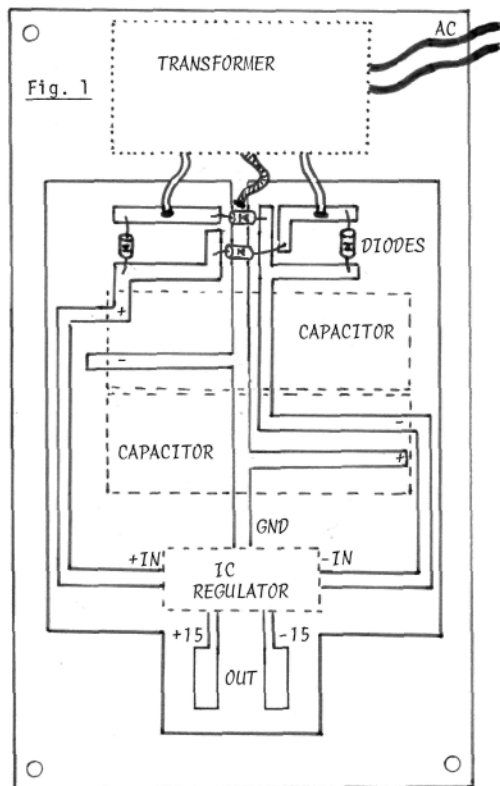 AC
TRANSFORMER
Fig. 1
DIODES
+
CAPACITOR
-
-
CAPACITOR
+
GND
+IN
-IN
IC
REGULATOR
+15
-15
OUT